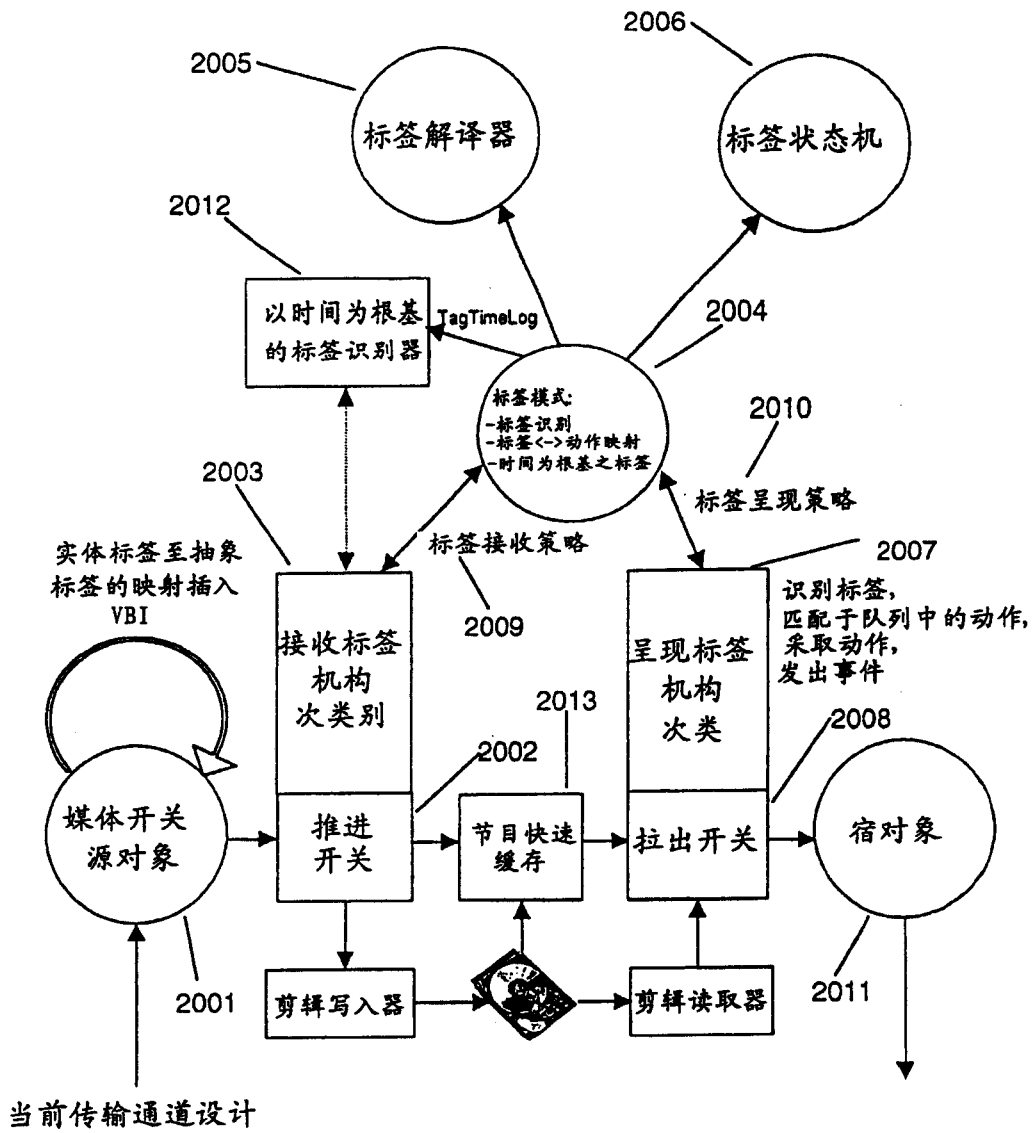 2005
2006
标签解译器
标签状态机
2012
以时间为根基
的标签识别器
TagTimeLog
2004
标签模式:
-标签识别
-标签<->动作映射
-时间为根基之标签
2010
标签呈现策略
2003
标签接收策略
2009
实体标签至抽象
标签的映射插入
VBI
2007
识别标签,
匹配于队列中的动作,
采取动作,
发出事件
接收标签
机构
次类别
呈现标签
机构
次类
2013
2002
2008
媒体开关
源对象
推进
开关
节目快速
缓存
拉出开关
宿对象
2001
剪辑写入器
剪辑读取器
2011
当前传输通道设计